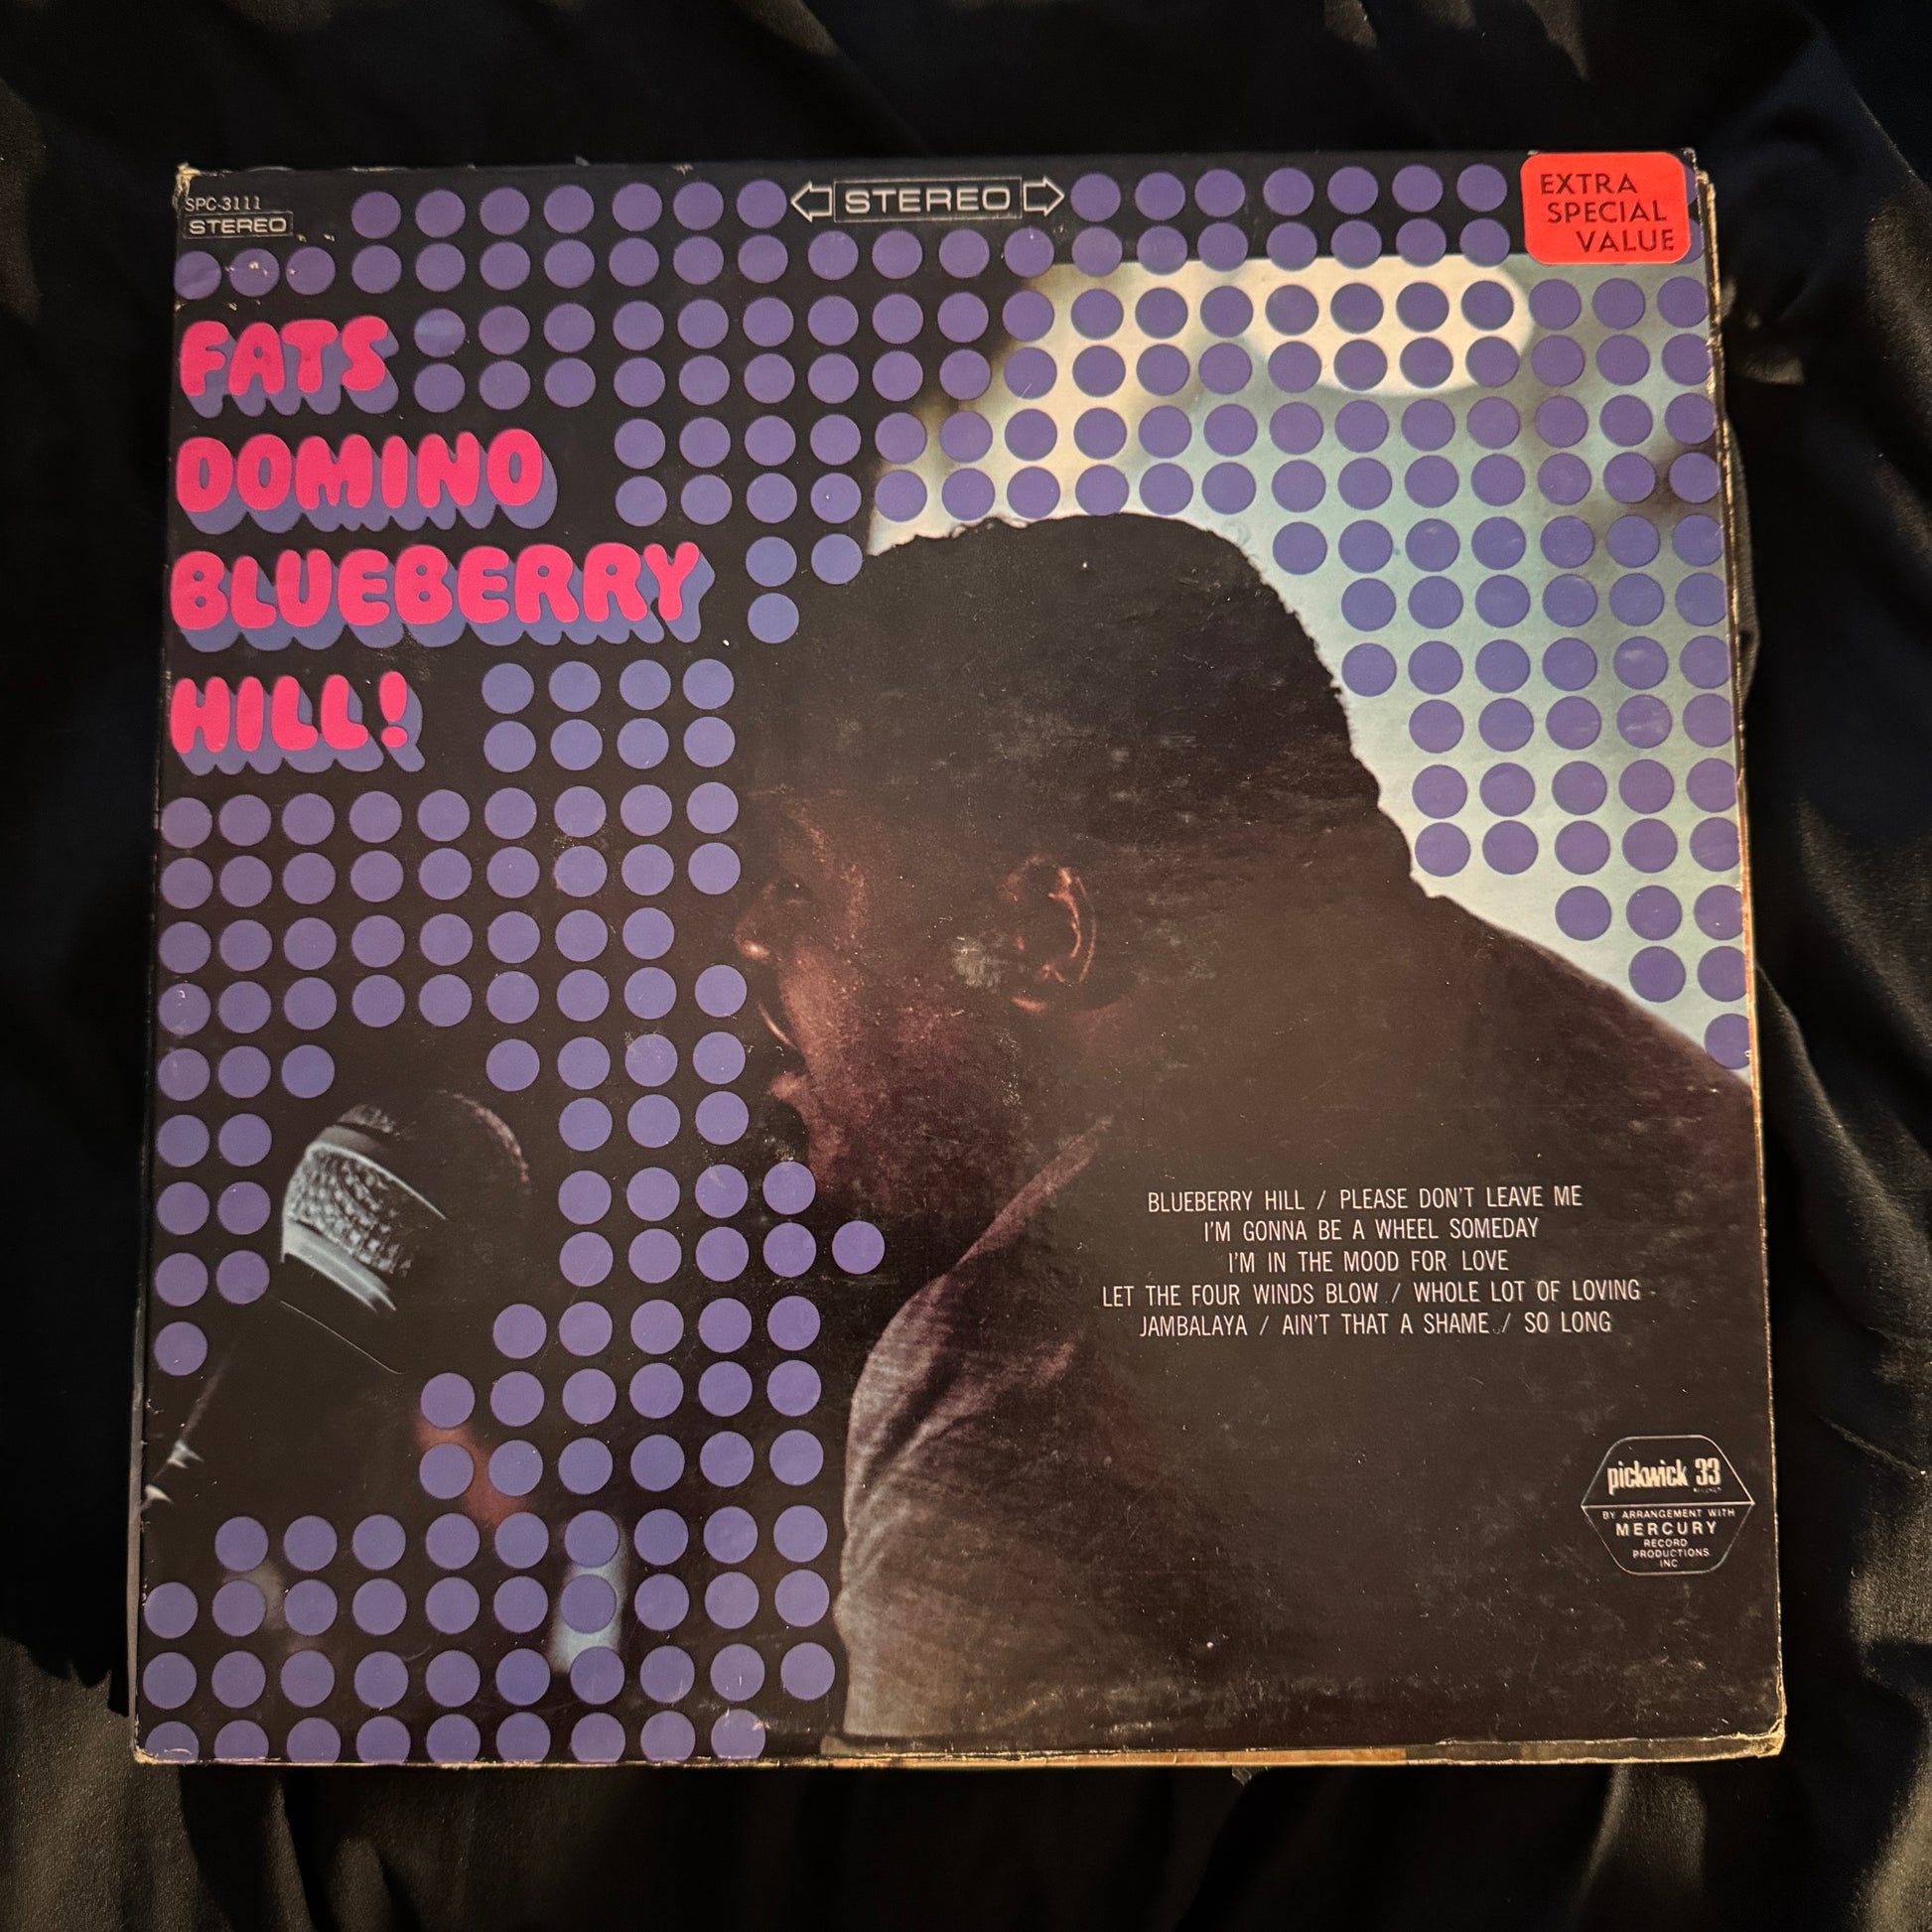 SPC-3111
STEREO
STEREO
EXTRA
SPECIAL
VALUE
FATS
DOMINO
BLUEBERRY
HILL!
BLUEBERRY HILL / PLEASE DON'T LEAVE ME
I'M GONNA BE A WHEEL SOMEDAY
I'M IN THE MOOD FOR LOVE
LET THE FOUR WINDS BLOW / WHOLE LOT OF LOVING
JAMBALAYA / AIN'T THAT A SHAME / SO LONG
pickwick 33
BY ARRANGEMENT WITH
MERCURY
RECORD
PRODUCTIONS
INC